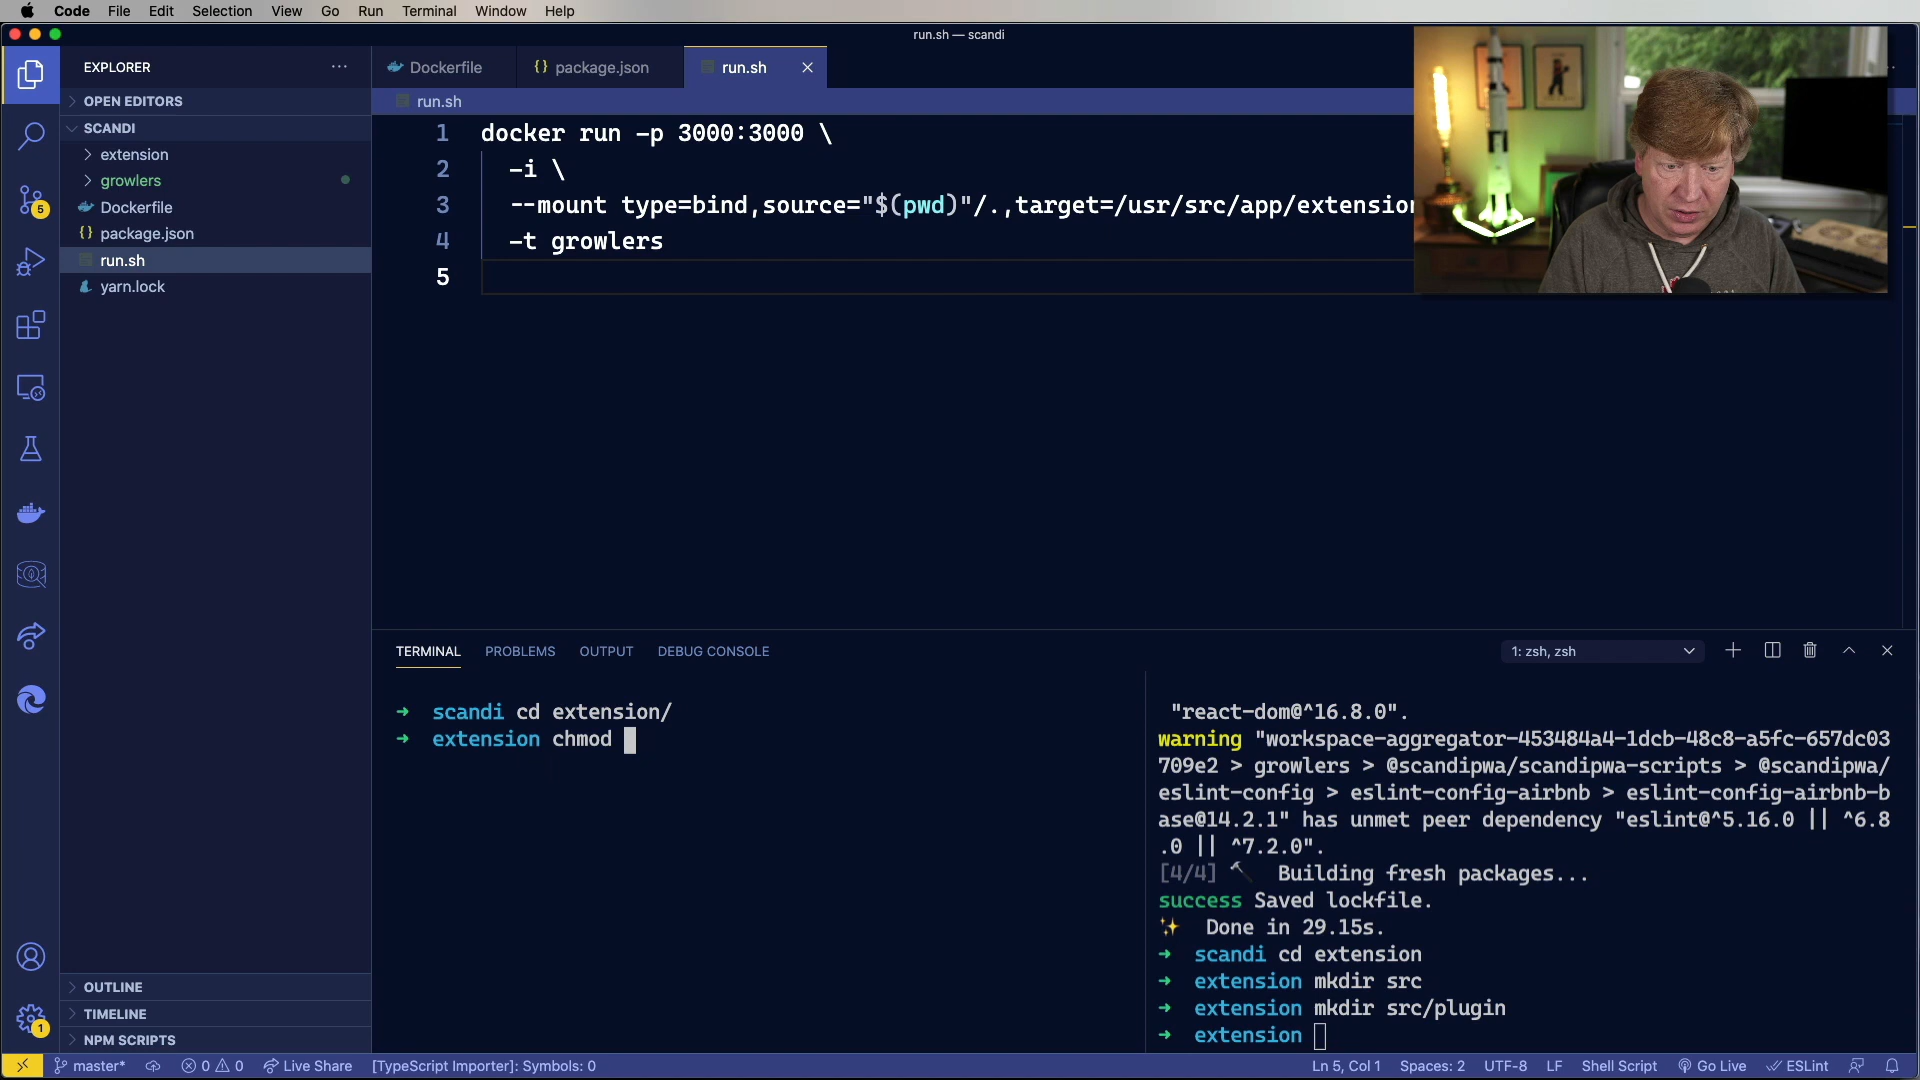 Code File Edit Selection View Go Run Terminal Window Help
run.sh — scandi
EXPLORER
OPEN EDITORS
SCANDI
extension
growlers
Dockerfile
package.json
run.sh
yarn.lock
5
OUTLINE
TIMELINE
NPM SCRIPTS
1
Dockerfile package.json run.sh
run.sh
1 docker run -p 3000:3000 \
2 -i \
3 --mount type=bind,source="$(pwd)"/.,target=/usr/src/app/extension
4 -t growlers
5
TERMINAL PROBLEMS OUTPUT DEBUG CONSOLE
1: zsh, zsh
→ scandi cd extension/
→ extension chmod
"react-dom@^16.8.0".
warning "workspace-aggregator-453484a4-1dcb-48c8-a5fc-657dc03
709e2 > growlers > @scandipwa/scandipwa-scripts > @scandipwa/
eslint-config > eslint-config-airbnb > eslint-config-airbnb-b
ase@14.2.1" has unmet peer dependency "eslint@^5.16.0 || ^6.8
.0 || ^7.2.0".
[4/4] 🔨 Building fresh packages...
success Saved lockfile.
✨ Done in 29.15s.
→ scandi cd extension
→ extension mkdir src
→ extension mkdir src/plugin
→ extension
master* 0 0 Live Share [TypeScript Importer]: Symbols: 0 Ln 5, Col 1 Spaces: 2 UTF-8 LF Shell Script Go Live ESLint